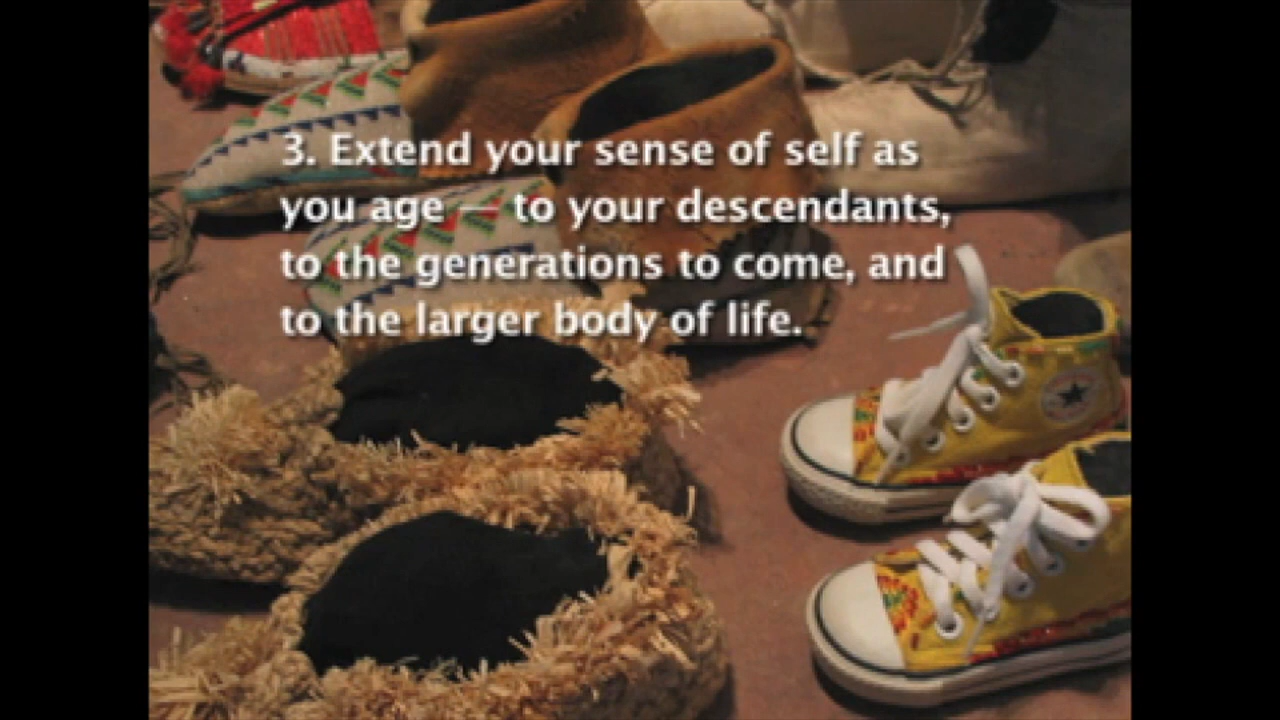 3. Extend your sense of self as
you age — to your descendants,
to the generations to come, and
to the larger body of life.